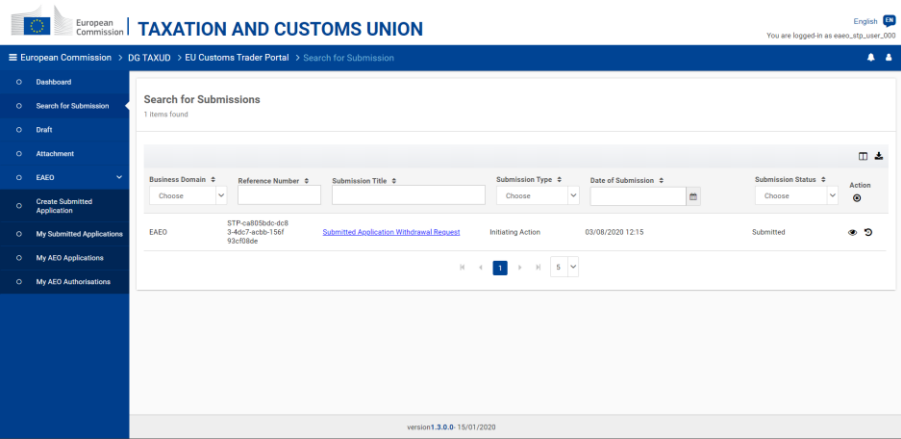 European
Commission
TAXATION AND CUSTOMS UNION
English EN
You are logged-in as eaeo_stp_user_000
European Commission > DG TAXUD > EU Customs Trader Portal > Search for Submission
Dashboard
Search for Submission
Draft
Attachment
EAEO
Create Submitted
Application
My Submitted Applications
My AEO Applications
My AEO Authorisations
Search for Submissions
1 items found
Business Domain Reference Number Submission Title Submission Type Date of Submission Submission Status Action
Choose Choose Choose
EAEO STP-ca805bdc-dc8 Submitted Application Withdrawal Request Initiating Action 03/08/2020 12:15 Submitted
3-4dc7-acbb-156f
93cf08de
1 5
version1.3.0.0- 15/01/2020